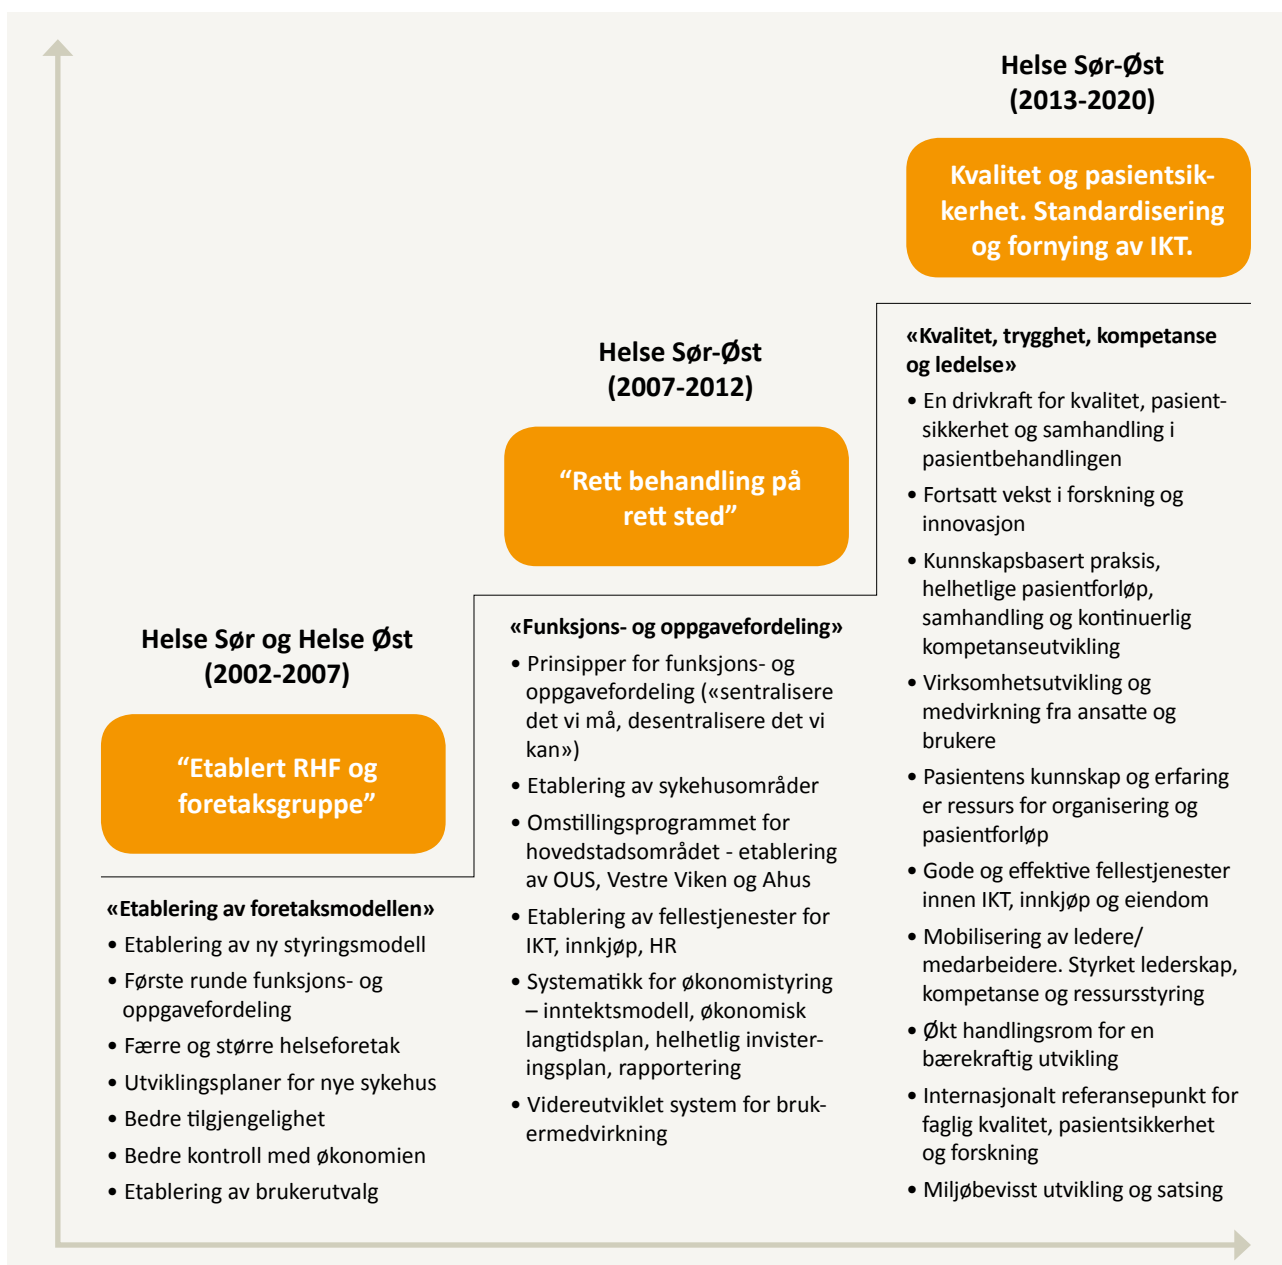 Helse Sør og Helse Øst
(2002-2007)
“Etablert RHF og
foretaksgruppe”
«Etablering av foretaksmodellen»
• Etablering av ny styringsmodell
• Første runde funksjons- og
oppgavefordeling
• Færre og større helseforetak
• Utviklingsplaner for nye sykehus
• Bedre tilgjengelighet
• Bedre kontroll med økonomien
• Etablering av brukerutvalg
Helse Sør-Øst
(2007-2012)
“Rett behandling på
rett sted”
«Funksjons- og oppgavefordeling»
• Prinsipper for funksjons- og
oppgavefordeling («sentralisere
det vi må, desentralisere det vi
kan»)
• Etablering av sykehusområder
• Omstillingsprogrammet for
hovedstadsområdet - etablering
av OUS, Vestre Viken og Ahus
• Etablering av fellestjenester for
IKT, innkjøp, HR
• Systematikk for økonomistyring
– inntektsmodell, økonomisk
langtidsplan, helhetlig invister-
ingsplan, rapportering
• Videreutviklet system for bruk-
ermedvirkning
Helse Sør-Øst
(2013-2020)
Kvalitet og pasientsik-
kerhet. Standardisering
og fornying av IKT.
«Kvalitet, trygghet, kompetanse
og ledelse»
• En drivkraft for kvalitet, pasient-
sikkerhet og samhandling i
pasientbehandlingen
• Fortsatt vekst i forskning og
innovasjon
• Kunnskapsbasert praksis,
helhetlige pasientforløp,
samhandling og kontinuerlig
kompetanseutvikling
• Virksomhetsutvikling og
medvirkning fra ansatte og
brukere
• Pasientens kunnskap og erfaring
er ressurs for organisering og
pasientforløp
• Gode og effektive fellestjenester
innen IKT, innkjøp og eiendom
• Mobilisering av ledere/
medarbeidere. Styrket lederskap,
kompetanse og ressursstyring
• Økt handlingsrom for en
bærekraftig utvikling
• Internasjonalt referansepunkt for
faglig kvalitet, pasientsikkerhet
og forskning
• Miljøbevisst utvikling og satsing